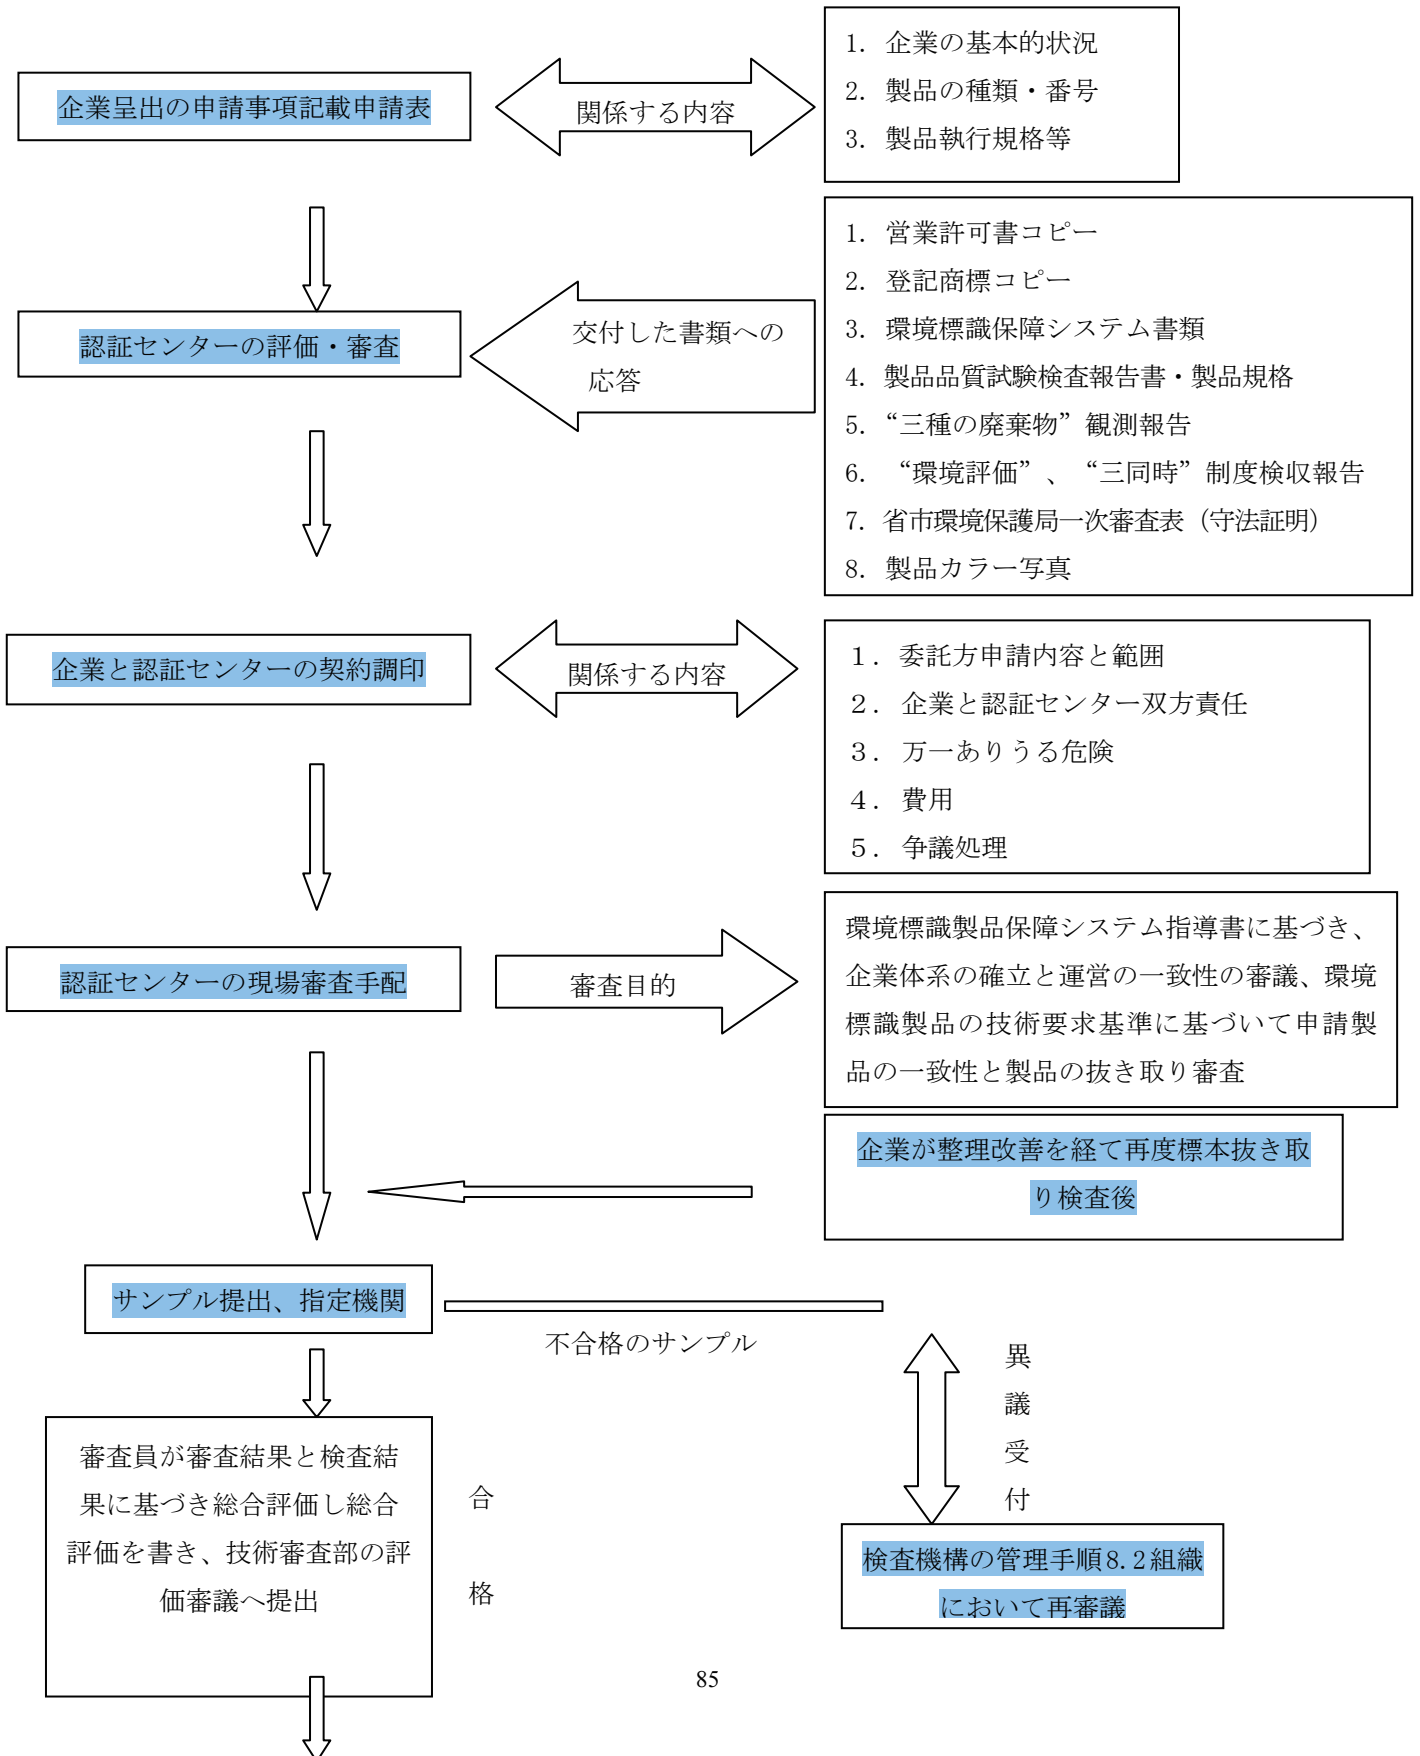 企業呈出の申請事項記載申請表
関係する内容
1. 企業の基本的状況
2. 製品の種類・番号
3. 製品執行規格等
認証センターの評価・審査
交付した書類への
応答
1. 営業許可書コピー
2. 登記商標コピー
3. 環境標識保障システム書類
4. 製品品質試験検査報告書・製品規格
5. “三種の廃棄物”観測報告
6. “環境評価”、“三同時”制度検収報告
7. 省市環境保護局一次審査表（守法証明）
8. 製品カラー写真
企業と認証センターの契約調印
関係する内容
１．委託方申請内容と範囲
２．企業と認証センター双方責任
３．万一ありうる危険
４．費用
５．争議処理
認証センターの現場審査手配
審査目的
環境標識製品保障システム指導書に基づき、
企業体系の確立と運営の一致性の審議、環境
標識製品の技術要求基準に基づいて申請製
品の一致性と製品の抜き取り審査
企業が整理改善を経て再度標本抜き取
り検査後
サンプル提出、指定機関
不合格のサンプル
異
議
受
付
審査員が審査結果と検査結
果に基づき総合評価し総合
評価を書き、技術審査部の評
価審議へ提出
合
格
検査機構の管理手順8.2組織
において再審議
85